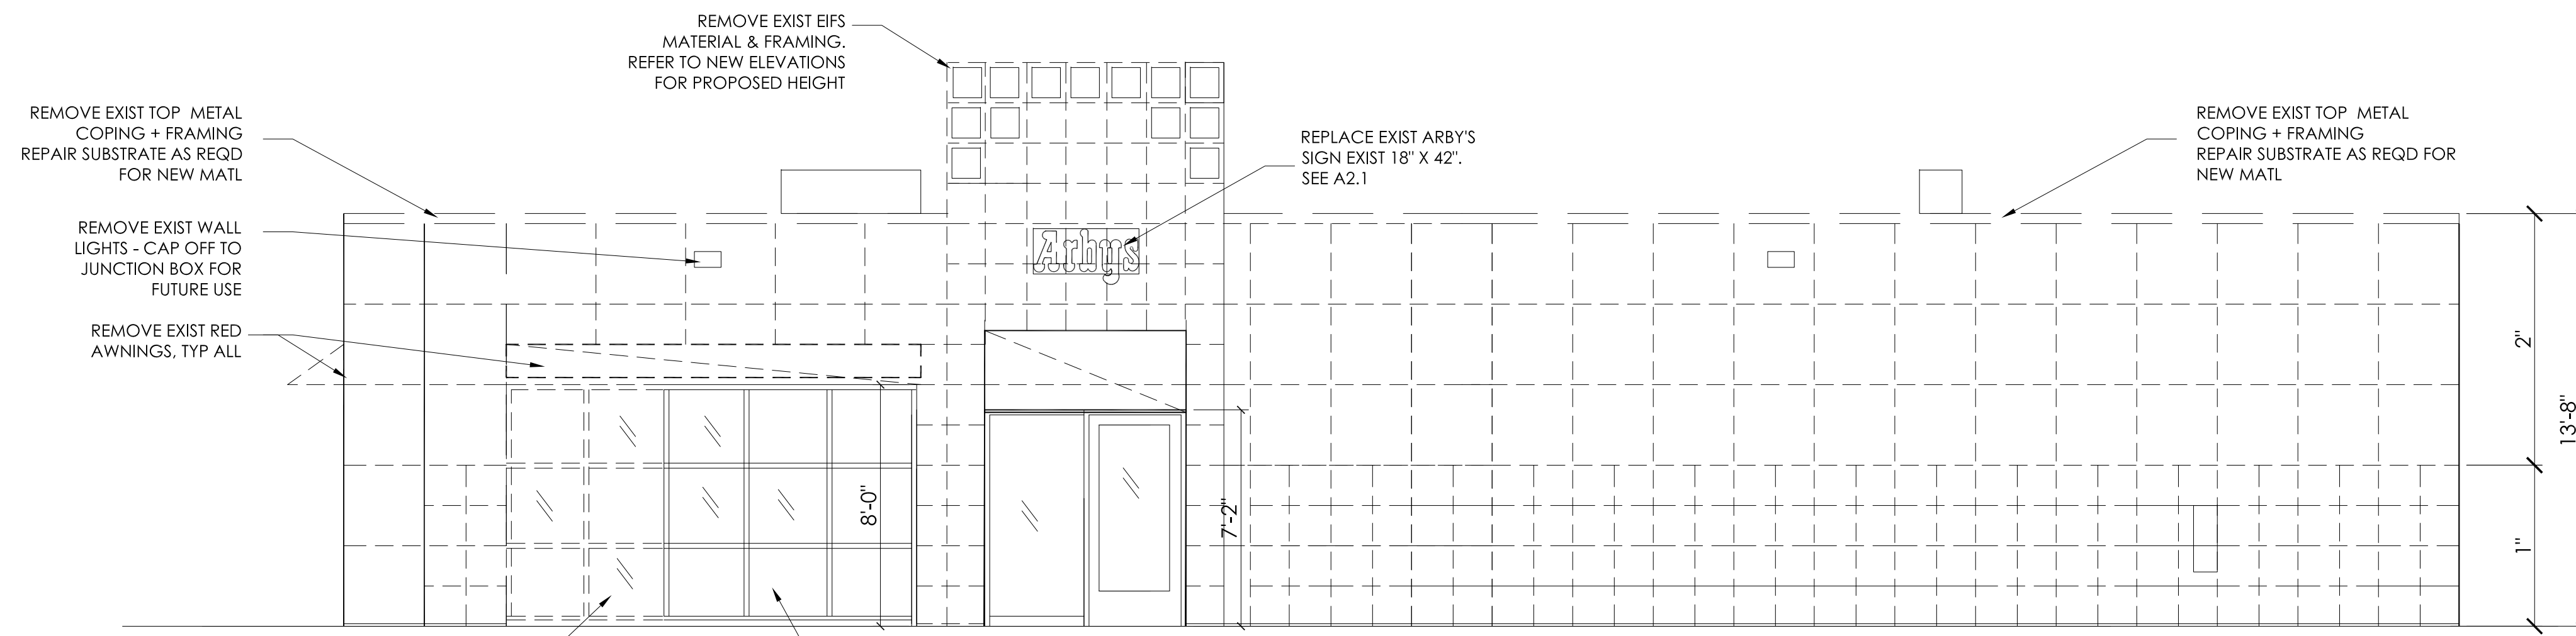 REMOVE EXIST EIFS
MATERIAL & FRAMING.
REFER TO NEW ELEVATIONS
FOR PROPOSED HEIGHT
REMOVE EXIST TOP METAL
COPING + FRAMING
REPAIR SUBSTRATE AS REQD
FOR NEW MATL
REPLACE EXIST ARBY'S
SIGN EXIST 18" X 42".
SEE A2.1
REMOVE EXIST TOP METAL
COPING + FRAMING
REPAIR SUBSTRATE AS REQD FOR
NEW MATL
REMOVE EXIST WALL
LIGHTS - CAP OFF TO
JUNCTION BOX FOR
FUTURE USE
Arbys
REMOVE EXIST RED
AWNINGS, TYP ALL
8'-0"
7'-2"
2"
1"
13'-8"